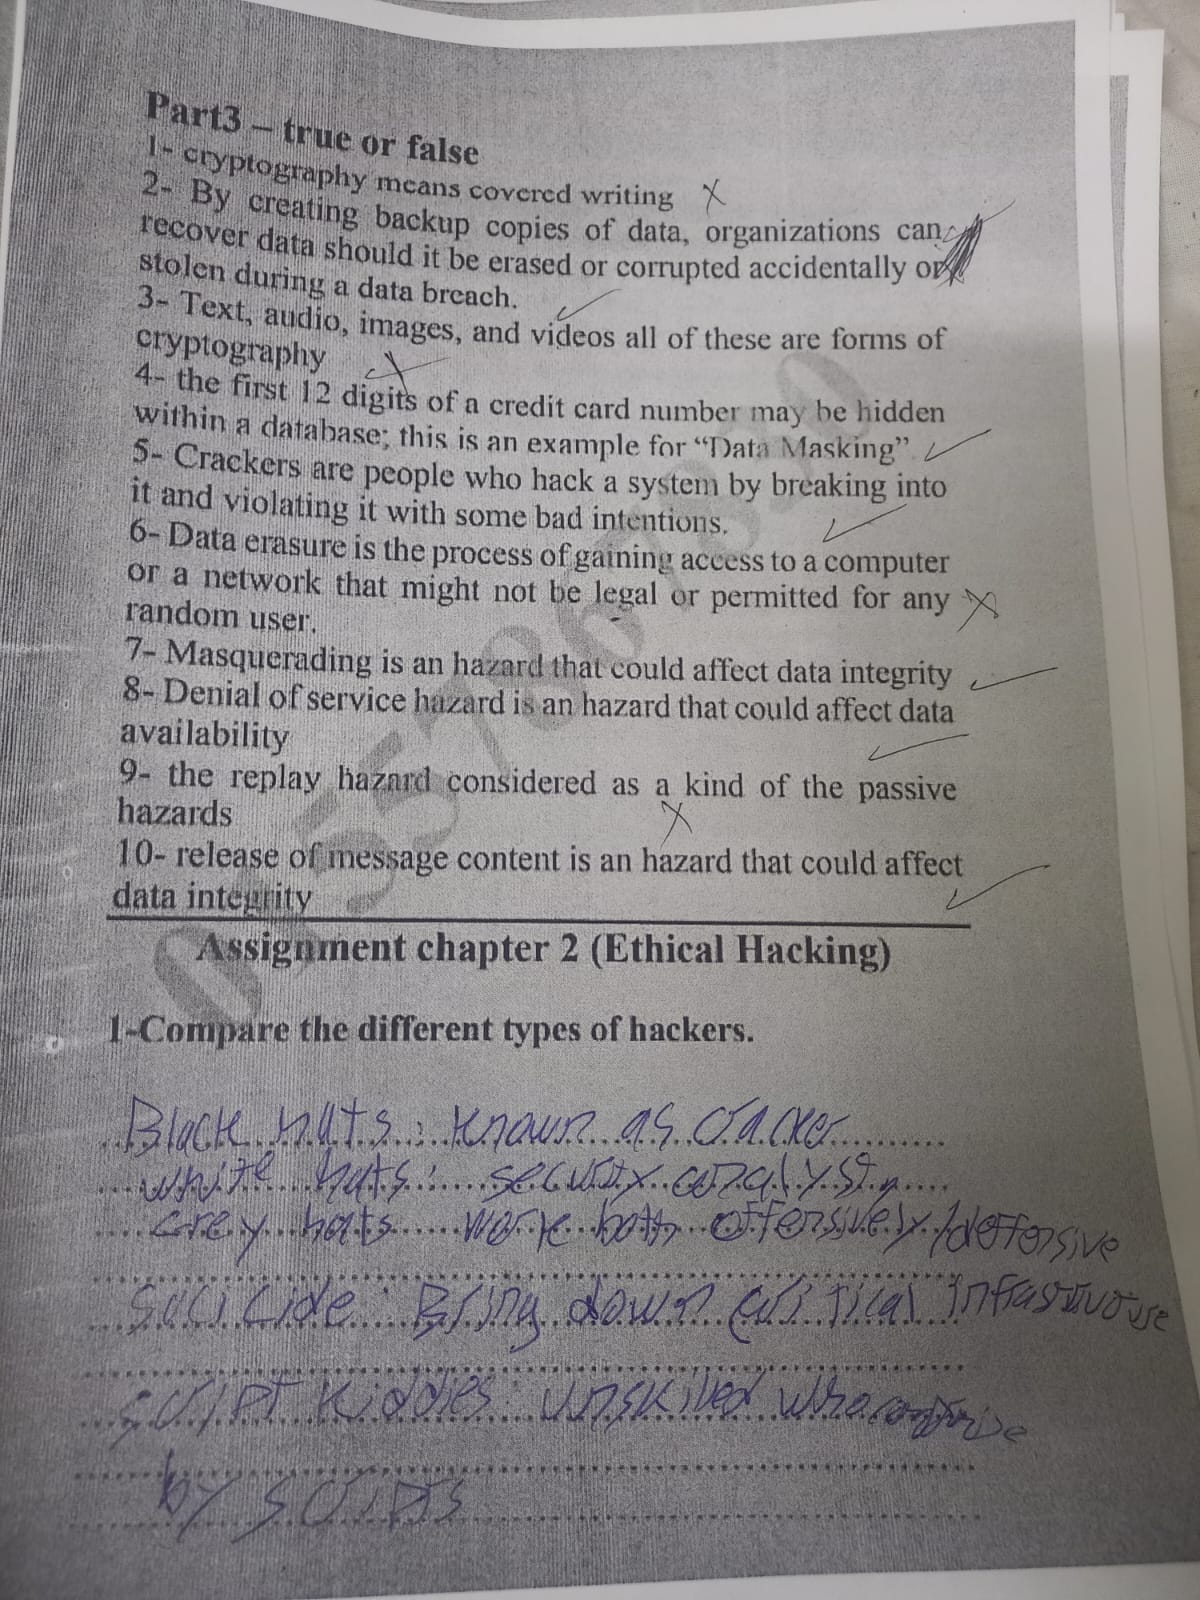 Part3 – true or false
1- cryptography means covered writing X
2- By creating backup copies of data, organizations can
recover data should it be erased or corrupted accidentally or
stolen during a data breach. ✓
3- Text, audio, images, and videos all of these are forms of
cryptography X
4- the first 12 digits of a credit card number may be hidden
within a database; this is an example for “Data Masking”. ✓
5- Crackers are people who hack a system by breaking into
it and violating it with some bad intentions. ✓
6- Data erasure is the process of gaining access to a computer
or a network that might not be legal or permitted for any X
random user.
7- Masquerading is an hazard that could affect data integrity ✓
8- Denial of service hazard is an hazard that could affect data
availability ✓
9- the replay hazard considered as a kind of the passive
hazards X
10- release of message content is an hazard that could affect
data integrity ✓
Assignment chapter 2 (Ethical Hacking)
1-Compare the different types of hackers.
Black hats: known as
white hats: security
Grey hats work both offensively/deffensive
Bring down critical
script kiddies: unskilled
by